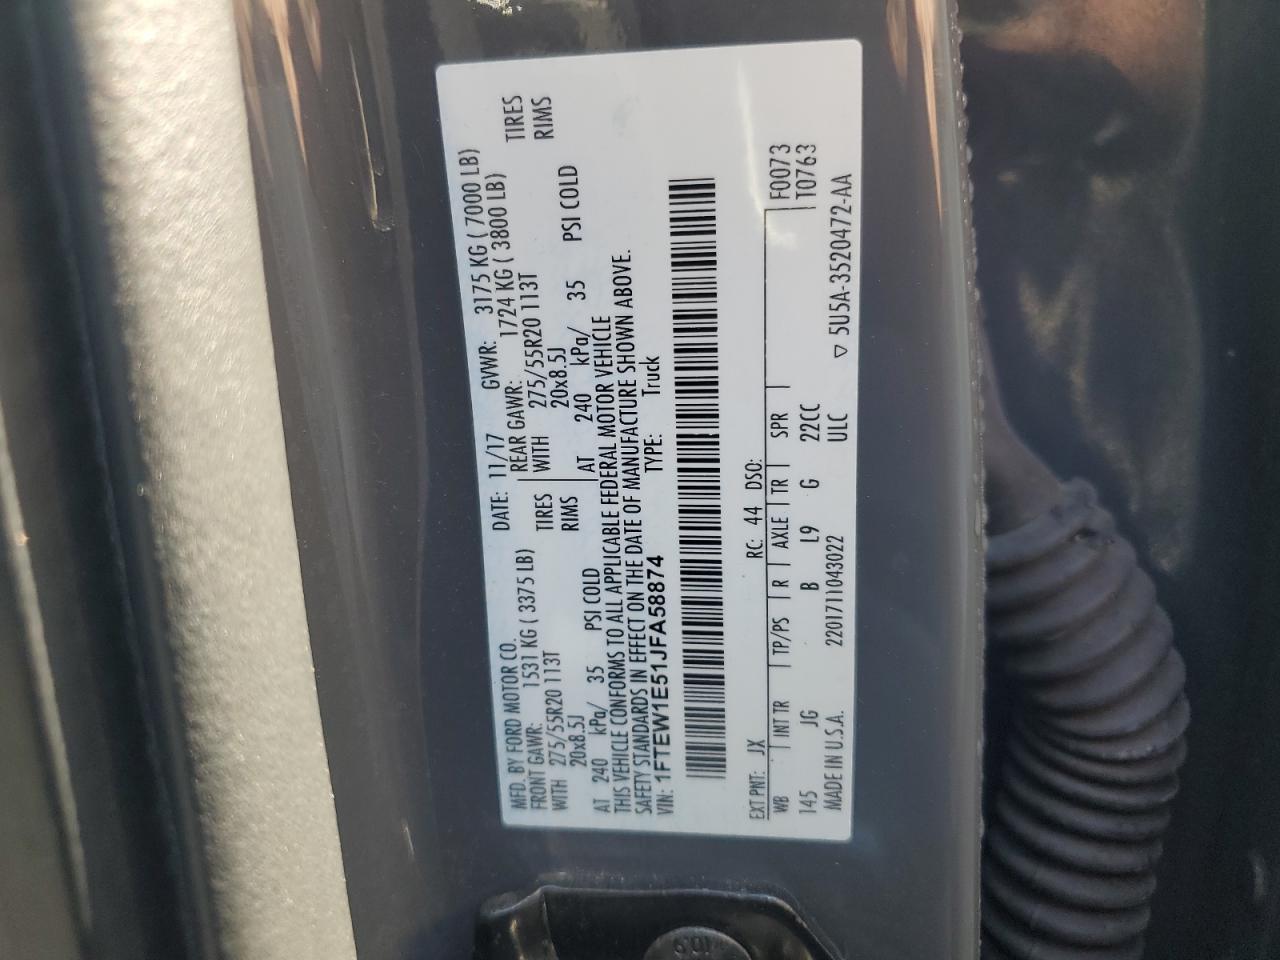 MFD. BY FORD MOTOR CO. DATE: 11/17 GVWR: 3175 KG ( 7000 LB)
FRONT GAWR: 1531 KG ( 3375 LB) REAR GAWR: 1724 KG ( 3800 LB)
WITH 275/55R20 113T TIRES WITH 275/55R20 113T TIRES
20x8.5J RIMS 20x8.5J RIMS
AT 240 kPa/ 35 PSI COLD AT 240 kPa/ 35 PSI COLD
THIS VEHICLE CONFORMS TO ALL APPLICABLE FEDERAL MOTOR VEHICLE
SAFETY STANDARDS IN EFFECT ON THE DATE OF MANUFACTURE SHOWN ABOVE.
VIN: 1FTEW1E51JFA58874 TYPE: Truck
EXT PNT: JX RC: 44 DSO:
WB INT TR TP/PS R AXLE TR SPR F0073
145 JG B L9 G 22CC T0763
MADE IN U.S.A. 2201711043022 ULC ▽ 5U5A-3520472-AA